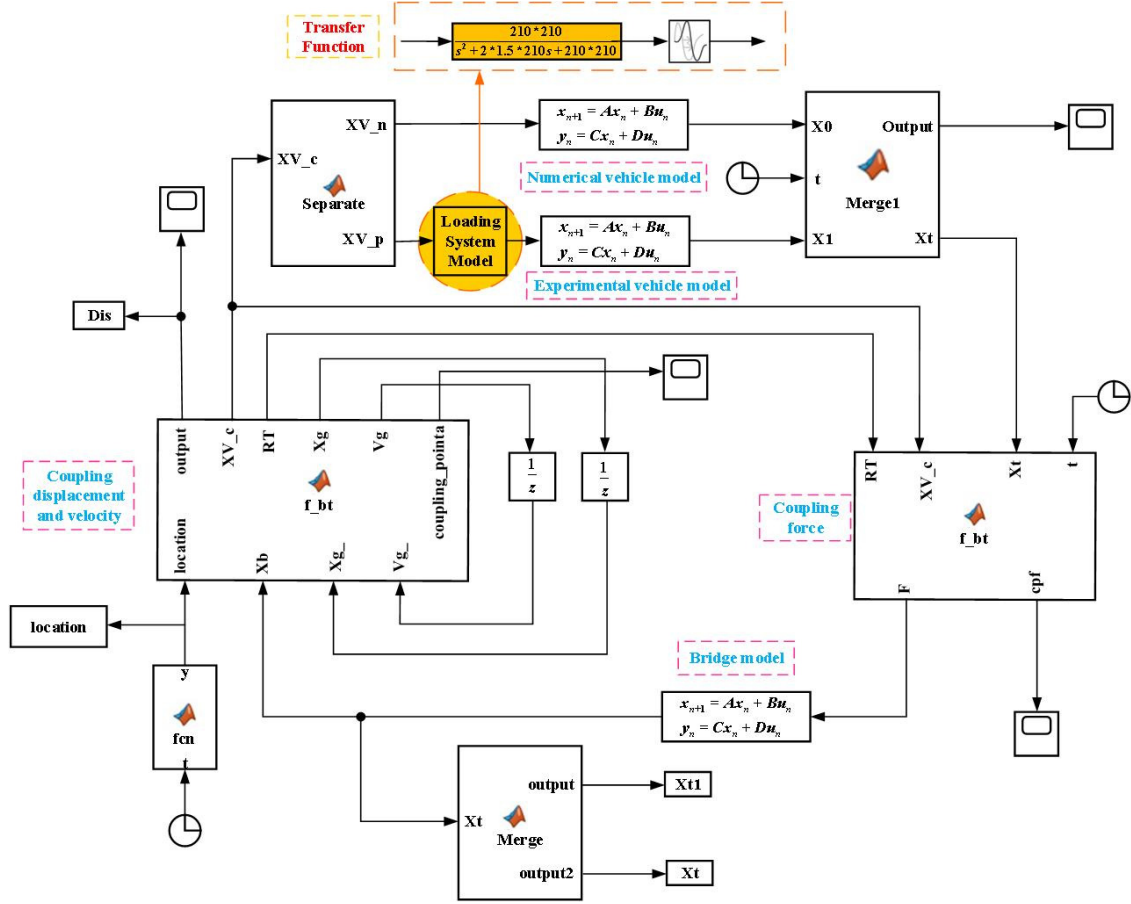 Transfer
Function
210*210
s² + 2*1.5*210s + 210*210
XV_n
XV_c
Separate
XV_p
x_{n+1} = Ax_n + Bu_n
y_n = Cx_n + Du_n
Numerical vehicle model
Loading
System
Model
x_{n+1} = Ax_n + Bu_n
y_n = Cx_n + Du_n
Experimental vehicle model
X0
Output
t
Merge1
X1
Xt
Dis
output
XV_c
RT
Xg
Vg
coupling_pointa
f_bt
location
Xb
Xg_
Vg_
Coupling
displacement
and velocity
1
z
1
z
RT
XV_c
Xt
t
f_bt
F
cpf
Coupling
force
location
y
fcn
t
Bridge model
x_{n+1} = Ax_n + Bu_n
y_n = Cx_n + Du_n
output
Xt
Merge
output2
Xt1
Xt